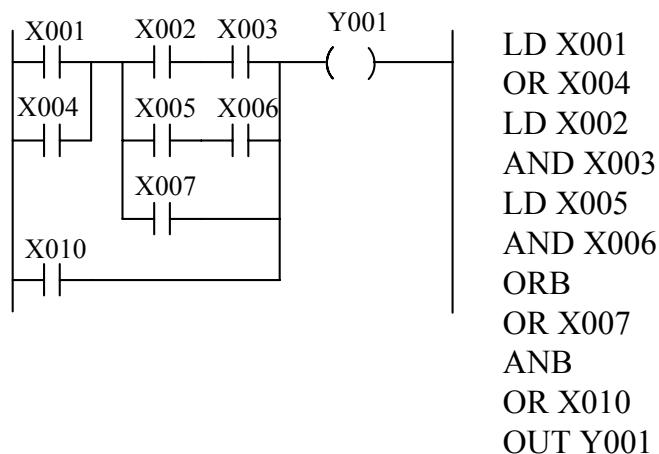 X001 X002 X003 Y001
X004 X005 X006
X007
X010
LD X001
OR X004
LD X002
AND X003
LD X005
AND X006
ORB
OR X007
ANB
OR X010
OUT Y001